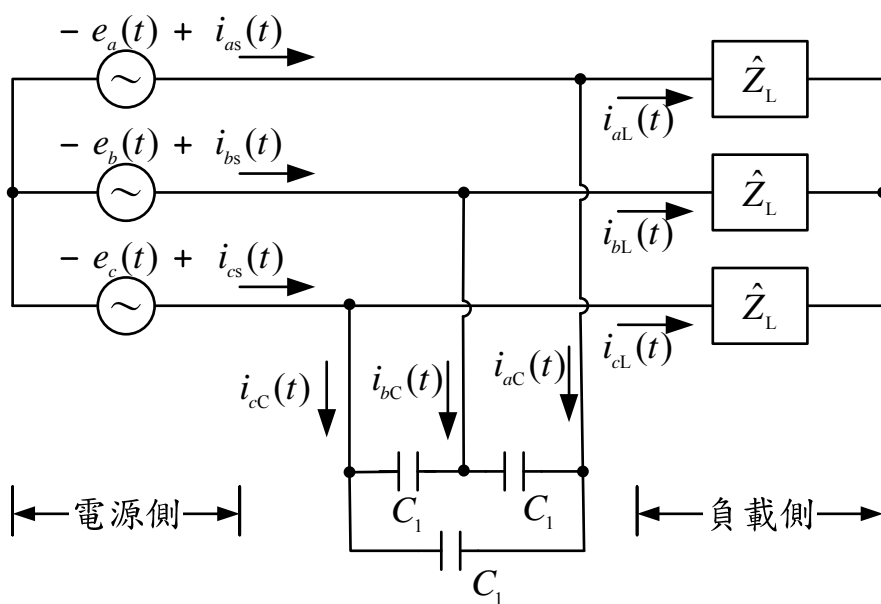 − e_a(t) + i_as(t)
Ẑ_L
i_aL(t)
− e_b(t) + i_bs(t)
Ẑ_L
i_bL(t)
− e_c(t) + i_cs(t)
Ẑ_L
i_cL(t)
i_cC(t)
i_bC(t)
i_aC(t)
C_1
C_1
電源側
負載側
C_1